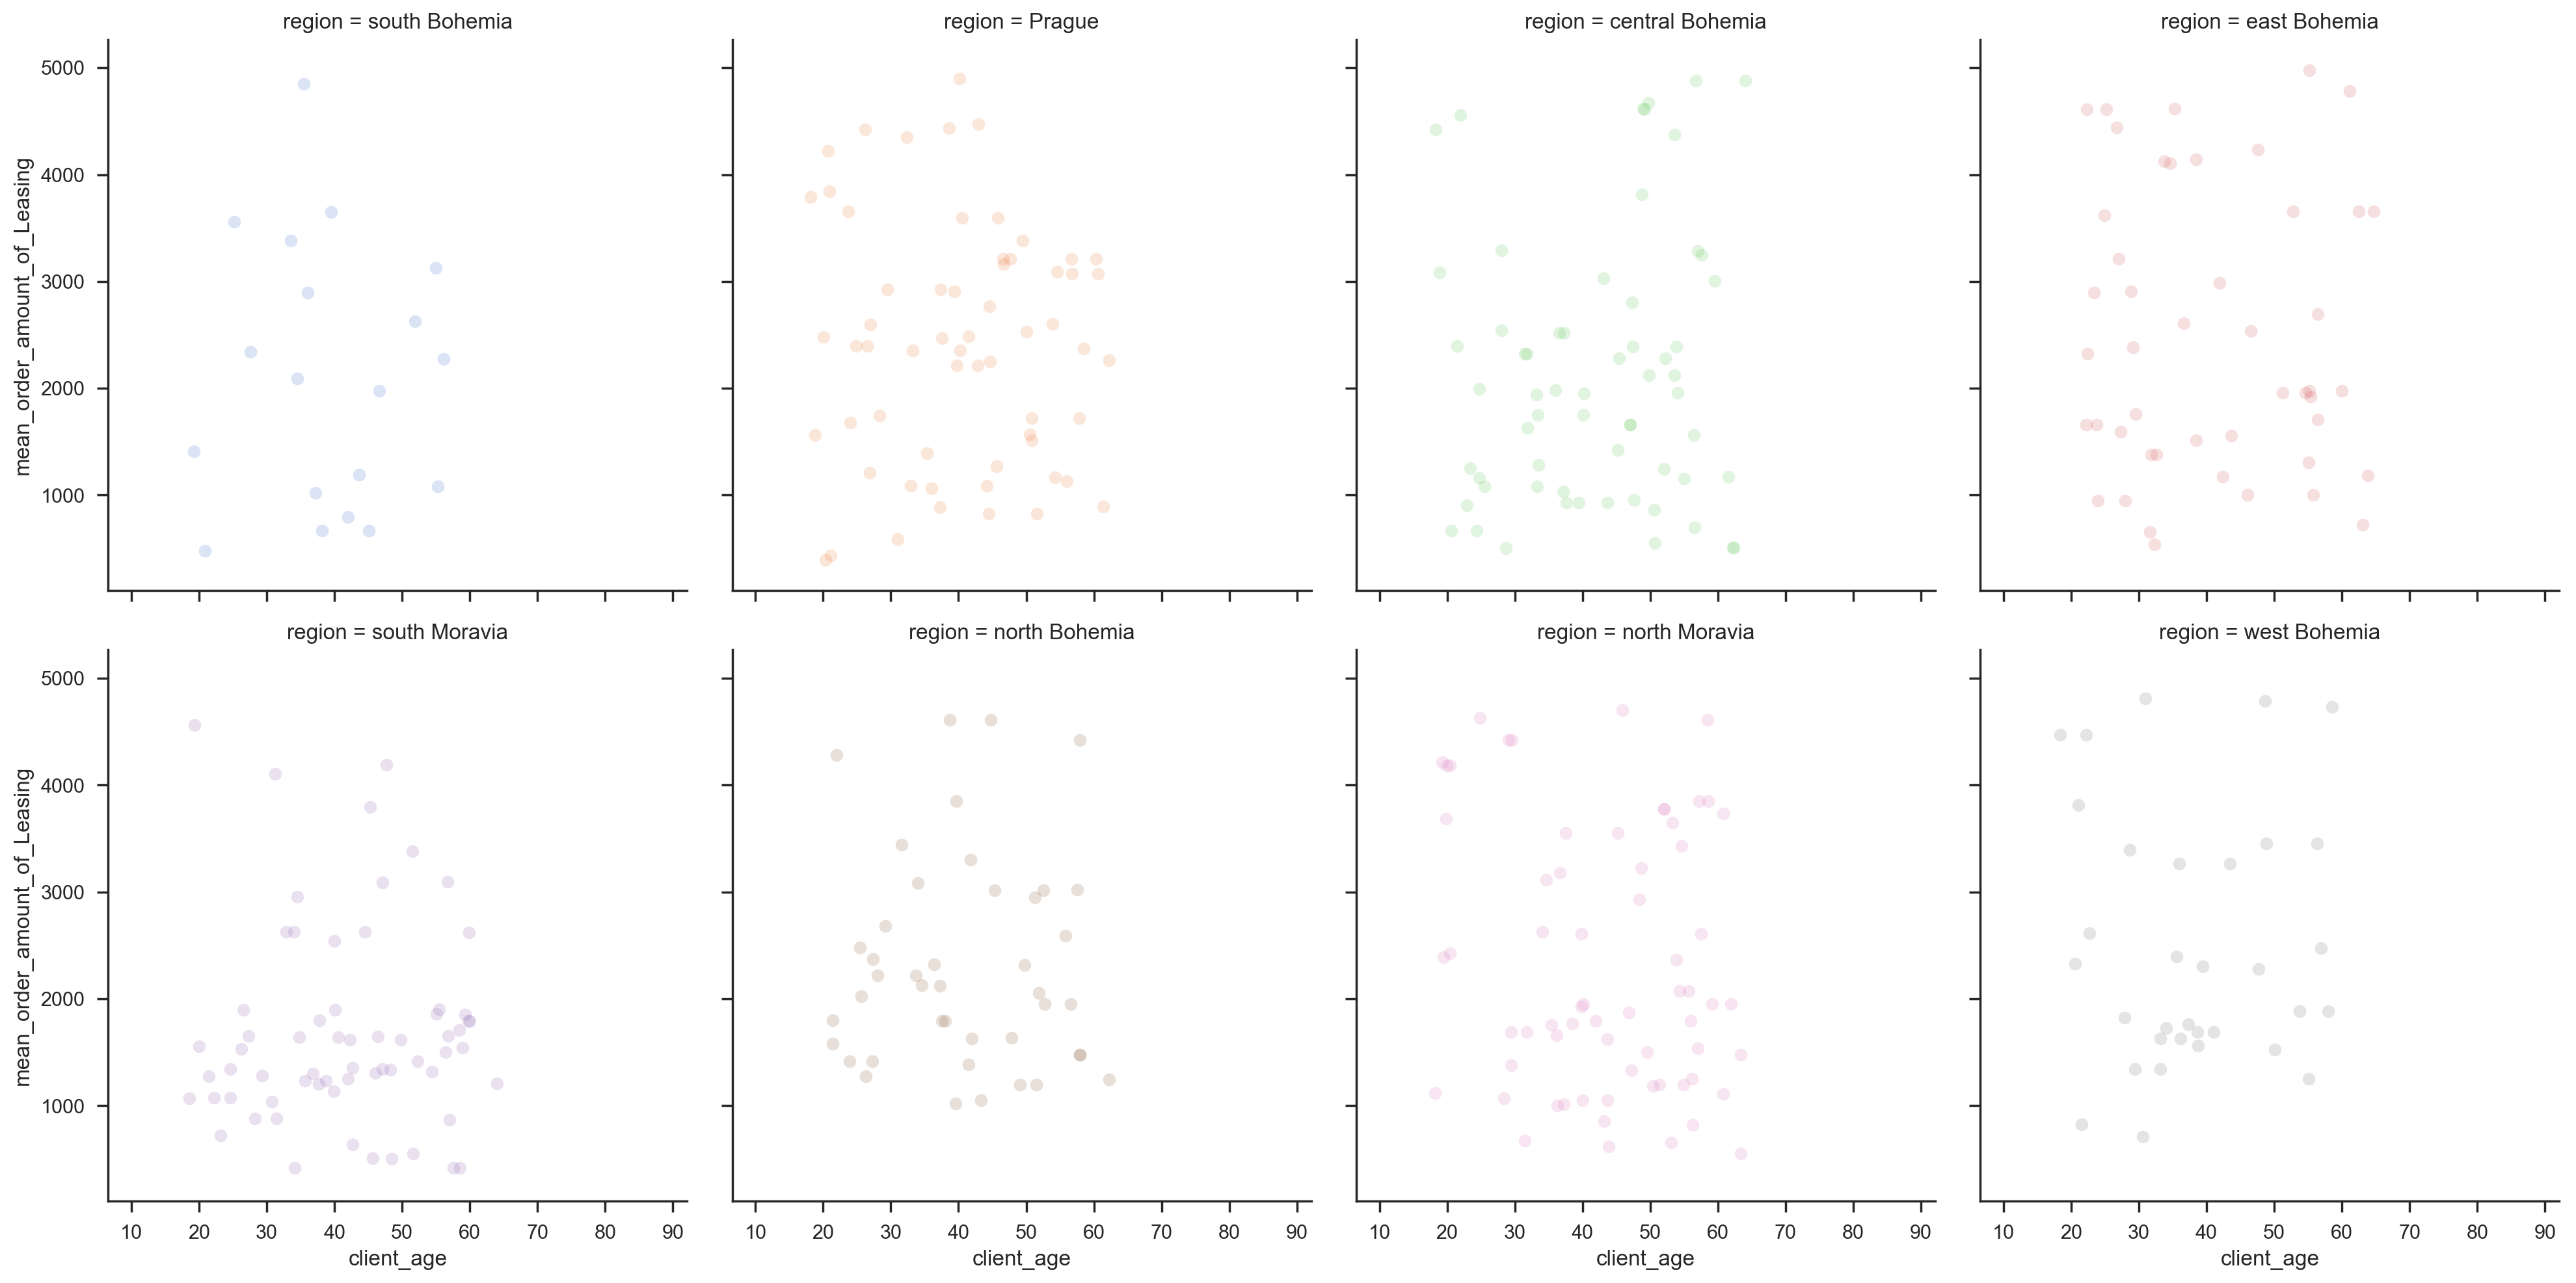 region = south Bohemia
region = Prague
region = central Bohemia
region = east Bohemia
mean_order_amount_of_Leasing
5000
4000
3000
2000
1000
region = south Moravia
region = north Bohemia
region = north Moravia
region = west Bohemia
mean_order_amount_of_Leasing
5000
4000
3000
2000
1000
10 20 30 40 50 60 70 80 90
client_age
10 20 30 40 50 60 70 80 90
client_age
10 20 30 40 50 60 70 80 90
client_age
10 20 30 40 50 60 70 80 90
client_age